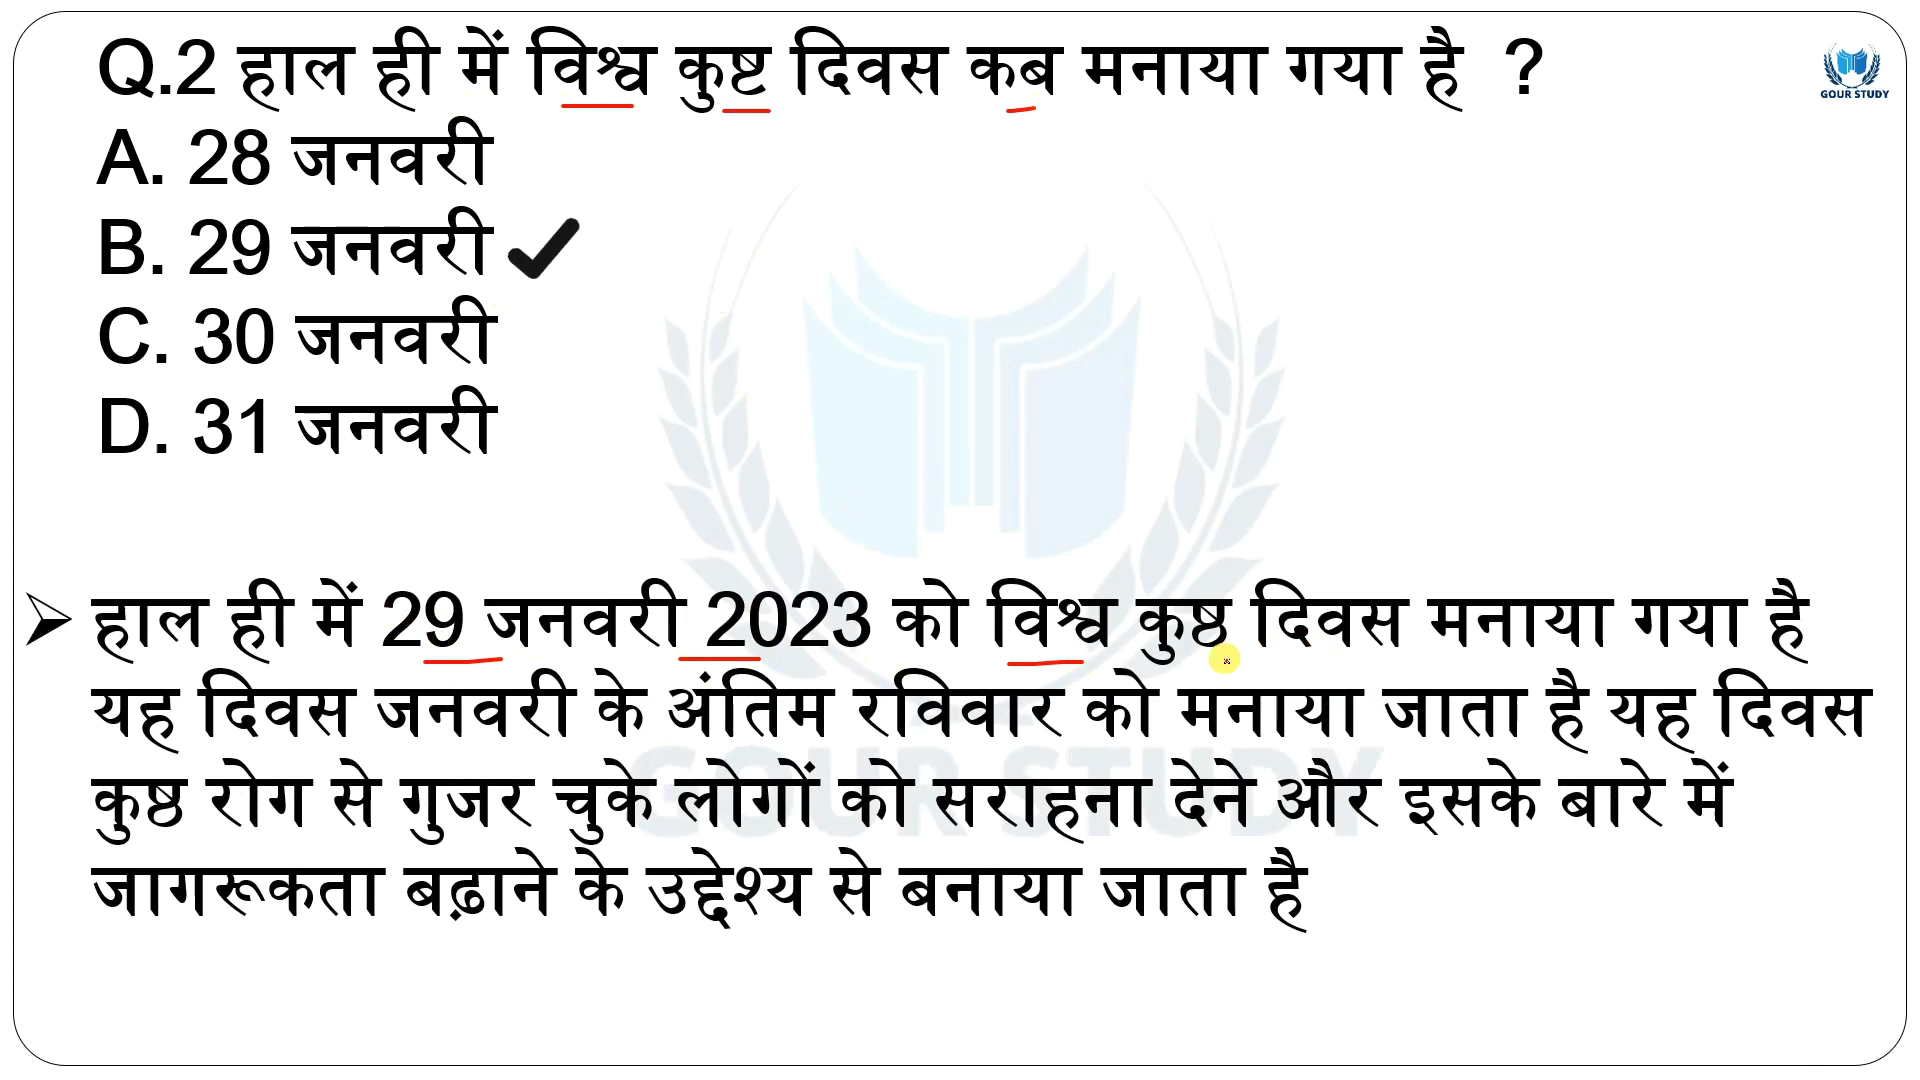 Q.2 हाल ही में विश्व कुष्ट दिवस कब मनाया गया है ?
GOUR STUDY
A. 28 जनवरी
B. 29 जनवरी
C. 30 जनवरी
D. 31 जनवरी
हाल ही में 29 जनवरी 2023 को विश्व कुष्ठ दिवस मनाया गया है
यह दिवस जनवरी के अंतिम रविवार को मनाया जाता है यह दिवस
GOUR STUDY
कुष्ठ रोग से गुजर चुके लोगों को सराहना देने और इसके बारे में
जागरूकता बढ़ाने के उद्देश्य से बनाया जाता है